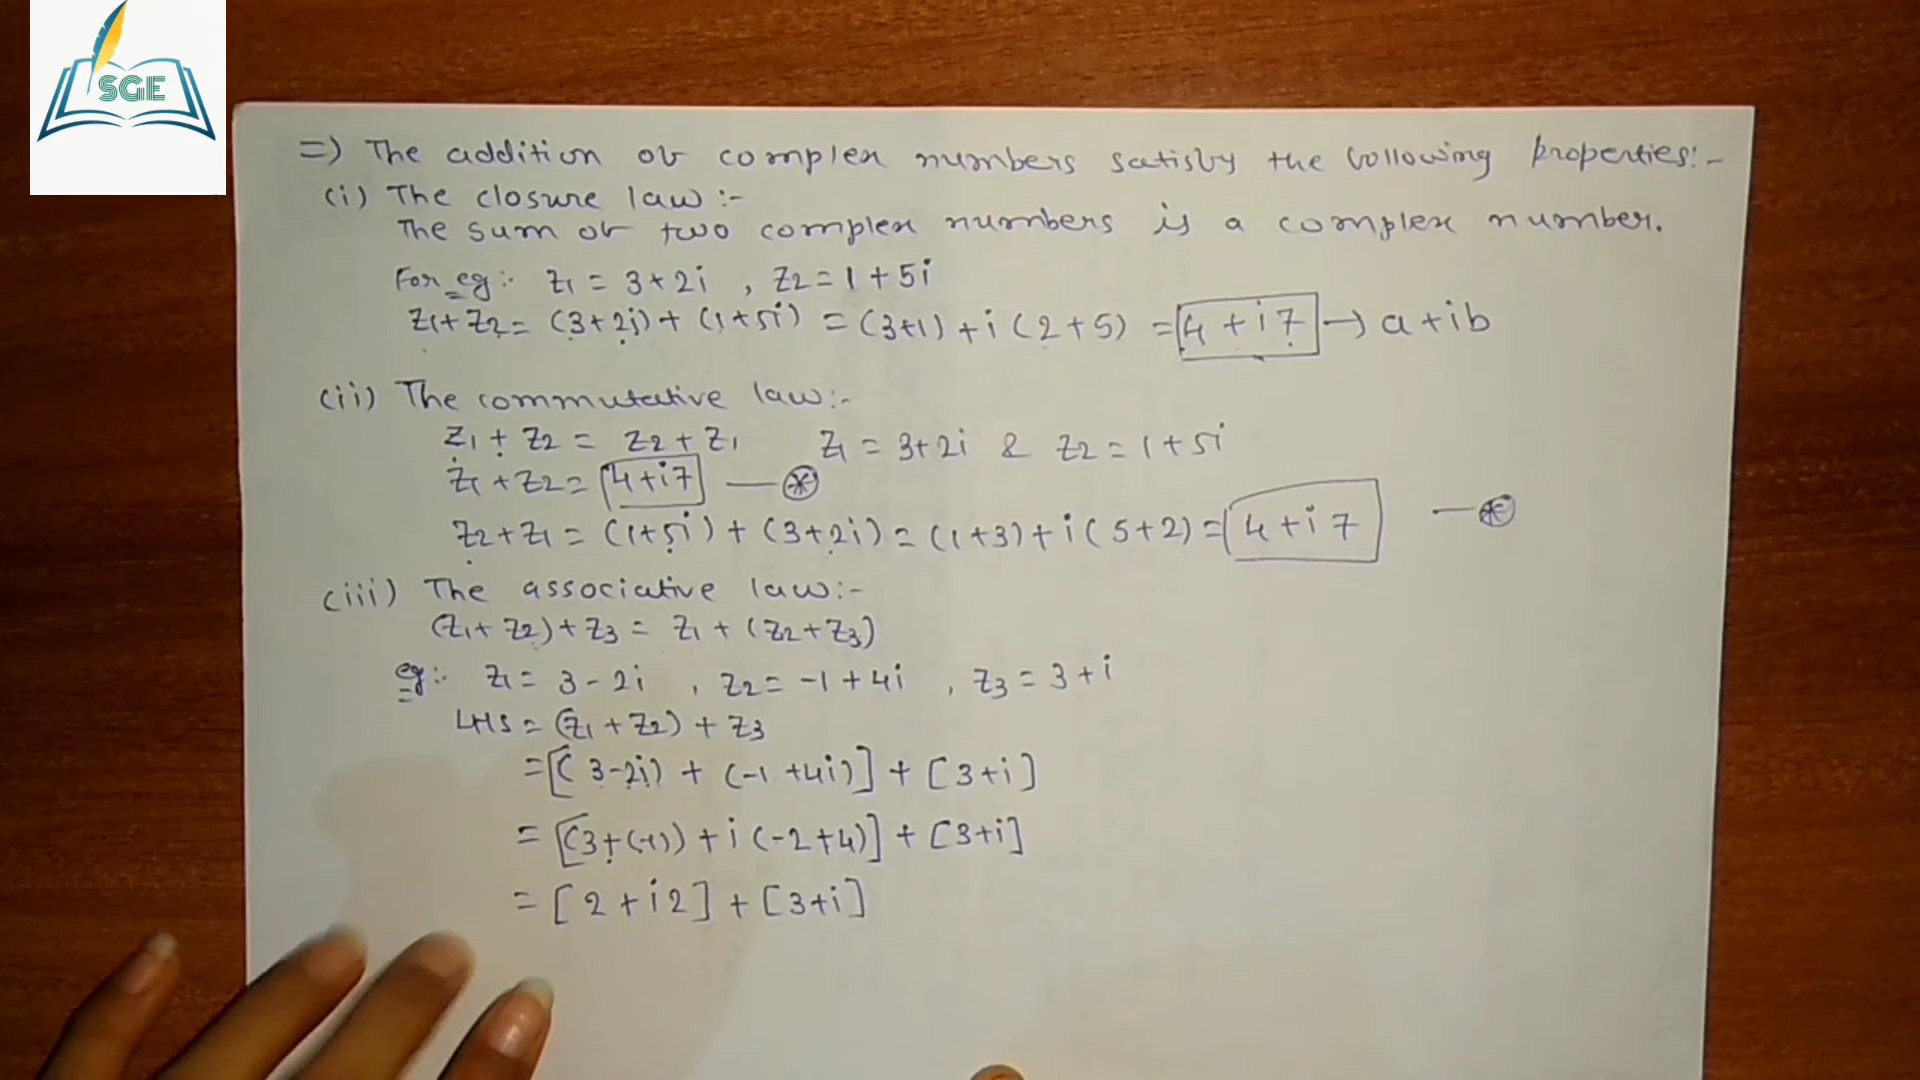 SGE
=) The addition of complex numbers satisfy the following properties:-
(i) The closure law :-
The sum of two complex numbers is a complex number.
For eg:- z1 = 3+2i , z2 = 1+5i
z1+z2 = (3+2i)+(1+5i) = (3+1)+i(2+5) = 4+i7 → a+ib
(ii) The commutative law:-
z1+z2 = z2+z1 z1 = 3+2i & z2 = 1+5i
z1+z2 = 4+i7 — ⊛
z2+z1 = (1+5i)+(3+2i) = (1+3)+i(5+2) = 4+i7 — ⊛
(iii) The associative law:-
(z1+z2)+z3 = z1+(z2+z3)
eg:- z1 = 3-2i , z2 = -1+4i , z3 = 3+i
LHS = (z1+z2)+z3
= [(3-2i)+(-1+4i)]+[3+i]
= [(3+(-1))+i(-2+4)]+[3+i]
= [2+i2]+[3+i]